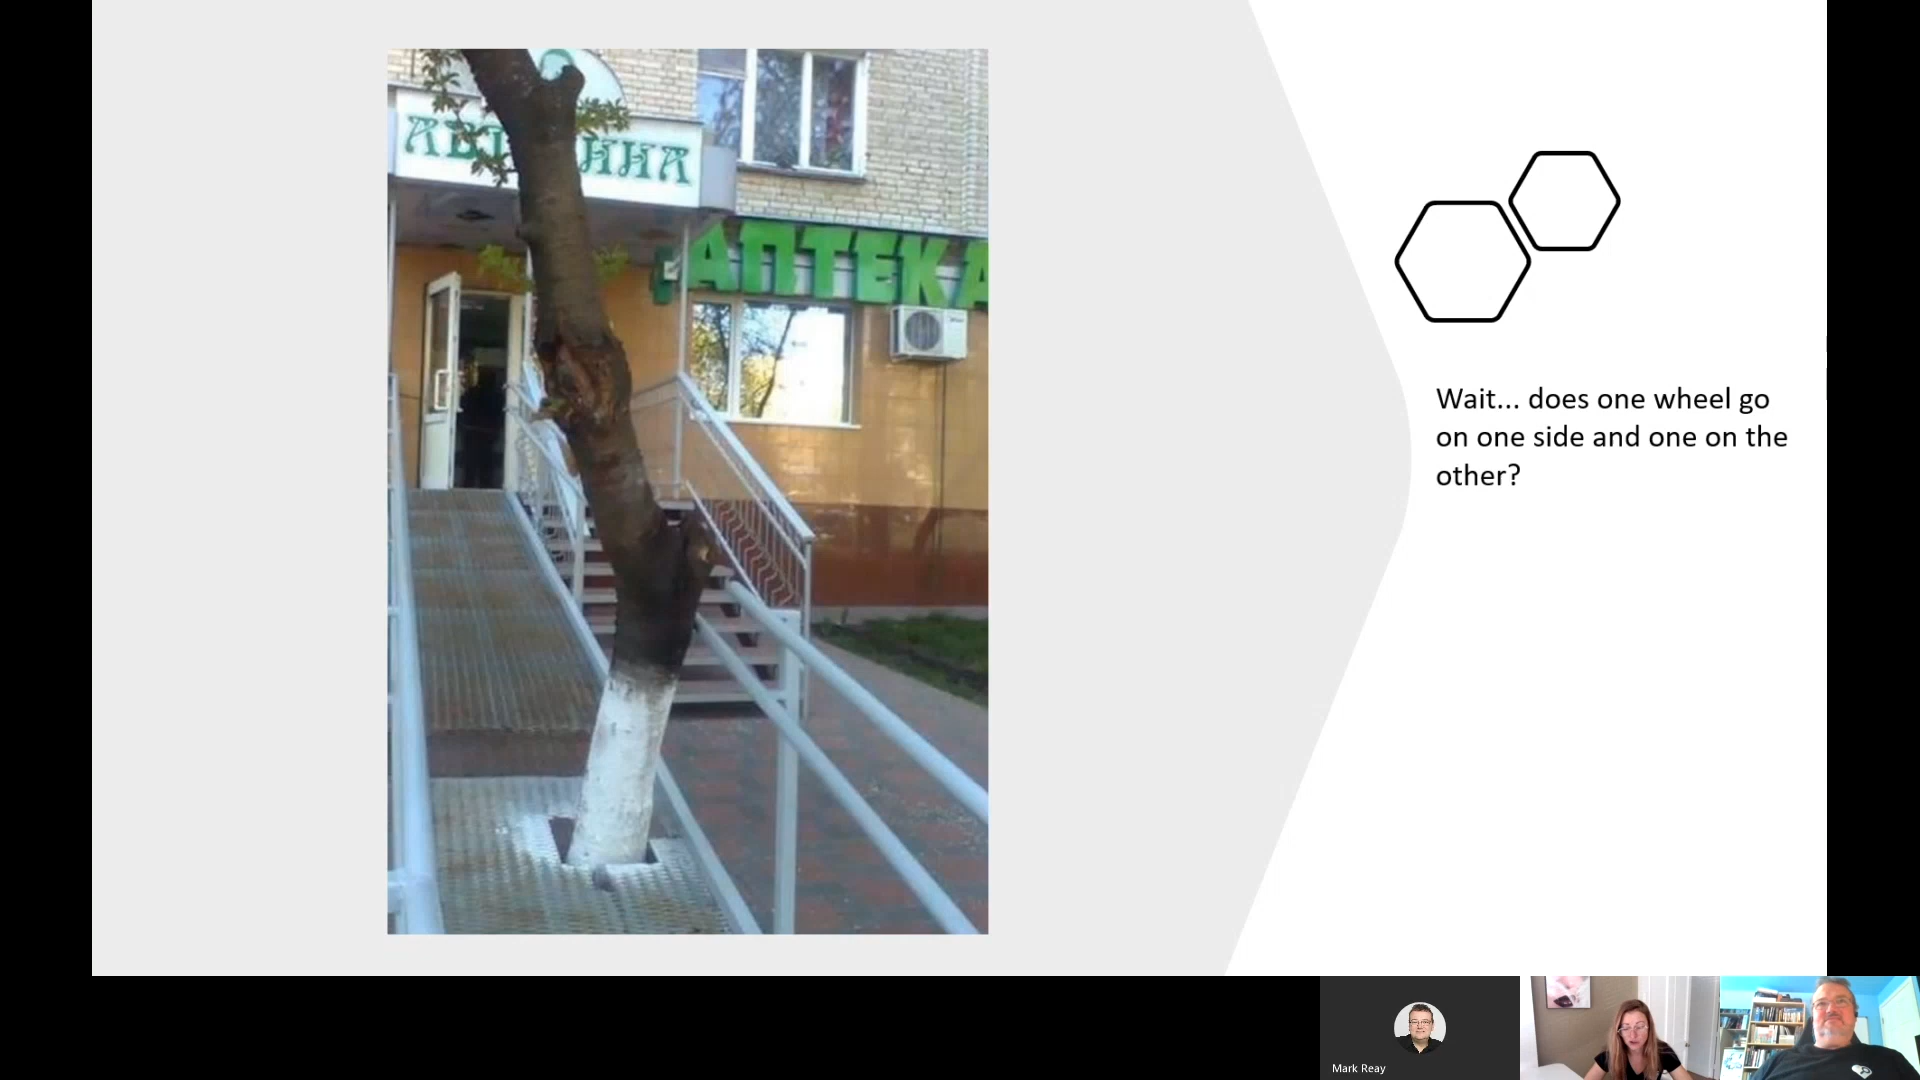 АПТЕКА
Wait... does one wheel go
on one side and one on the
other?
Mark Reay